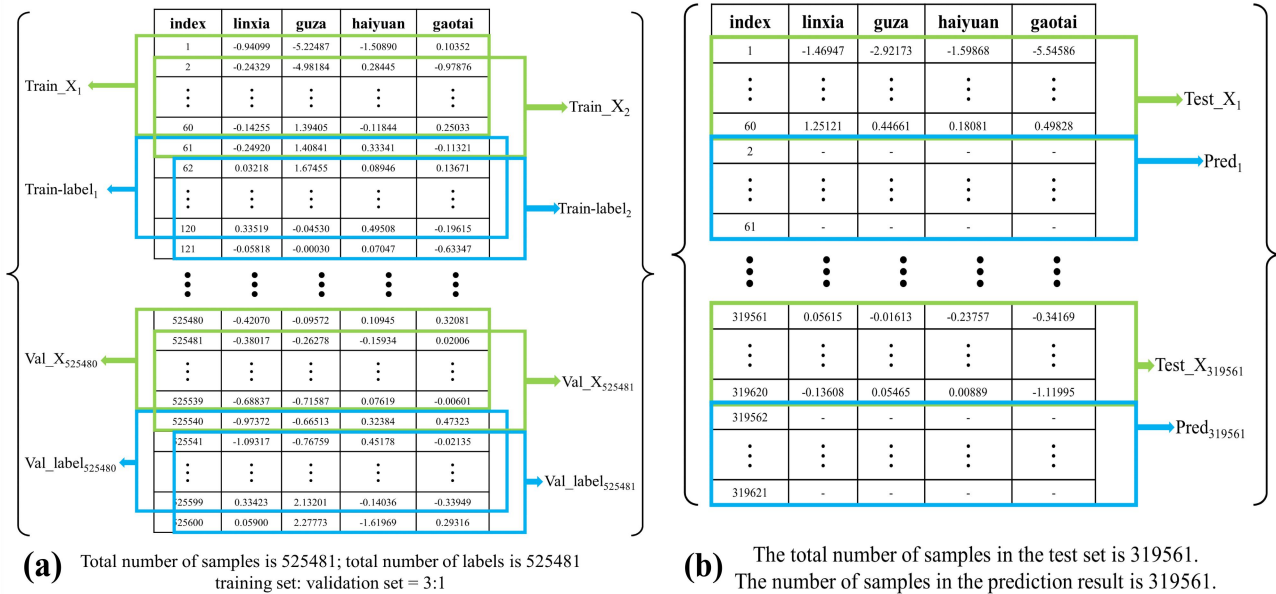 index linxia guza haiyuan gaotai
1 -0.94099 -5.22487 -1.50890 0.10352
2 -0.24329 -4.98184 0.28445 -0.97876
Train_X1
Train_X2
60 -0.14255 1.39405 -0.11844 0.25033
61 -0.24920 1.40841 0.33341 -0.11321
62 0.03218 1.67455 0.08946 0.13671
Train-label1
Train-label2
120 0.33519 -0.04530 0.49508 -0.19615
121 -0.05818 -0.00030 0.07047 -0.63347
525480 -0.42070 -0.09572 0.10945 0.32081
525481 -0.38017 -0.26278 -0.15934 0.02006
Val_X525480
Val_X525481
525539 -0.68837 -0.71587 0.07619 -0.00601
525540 -0.97372 -0.66513 0.32384 0.47323
525541 -1.09317 -0.76759 0.45178 -0.02135
Val_label525480
Val_label525481
525599 0.33423 2.13201 -0.14036 -0.33949
525600 0.05900 2.27773 -1.61969 0.29316
(a) Total number of samples is 525481; total number of labels is 525481
training set: validation set = 3:1
index linxia guza haiyuan gaotai
1 -1.46947 -2.92173 -1.59868 -5.54586
Test_X1
60 1.25121 0.44661 0.18081 0.49828
2 - - - -
Pred1
61 - - - -
319561 0.05615 -0.01613 -0.23757 -0.34169
Test_X319561
319620 -0.13608 0.05465 0.00889 -1.11995
319562 - - - -
Pred319561
319621 - - - -
(b) The total number of samples in the test set is 319561.
The number of samples in the prediction result is 319561.